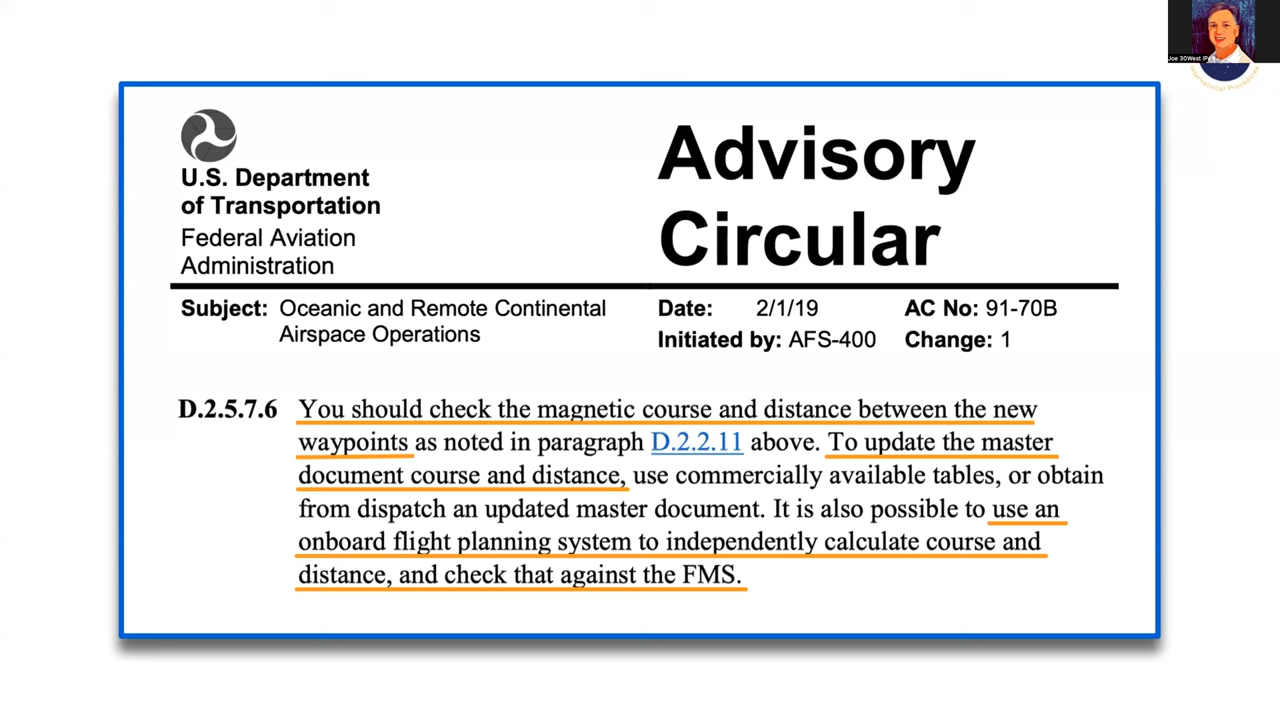 Joe 30West IP
International Procedures
U.S. Department
of Transportation
Federal Aviation
Administration
Advisory
Circular
Subject: Oceanic and Remote Continental
Airspace Operations
Date: 2/1/19
AC No: 91-70B
Initiated by: AFS-400
Change: 1
D.2.5.7.6 You should check the magnetic course and distance between the new
waypoints as noted in paragraph D.2.2.11 above. To update the master
document course and distance, use commercially available tables, or obtain
from dispatch an updated master document. It is also possible to use an
onboard flight planning system to independently calculate course and
distance, and check that against the FMS.